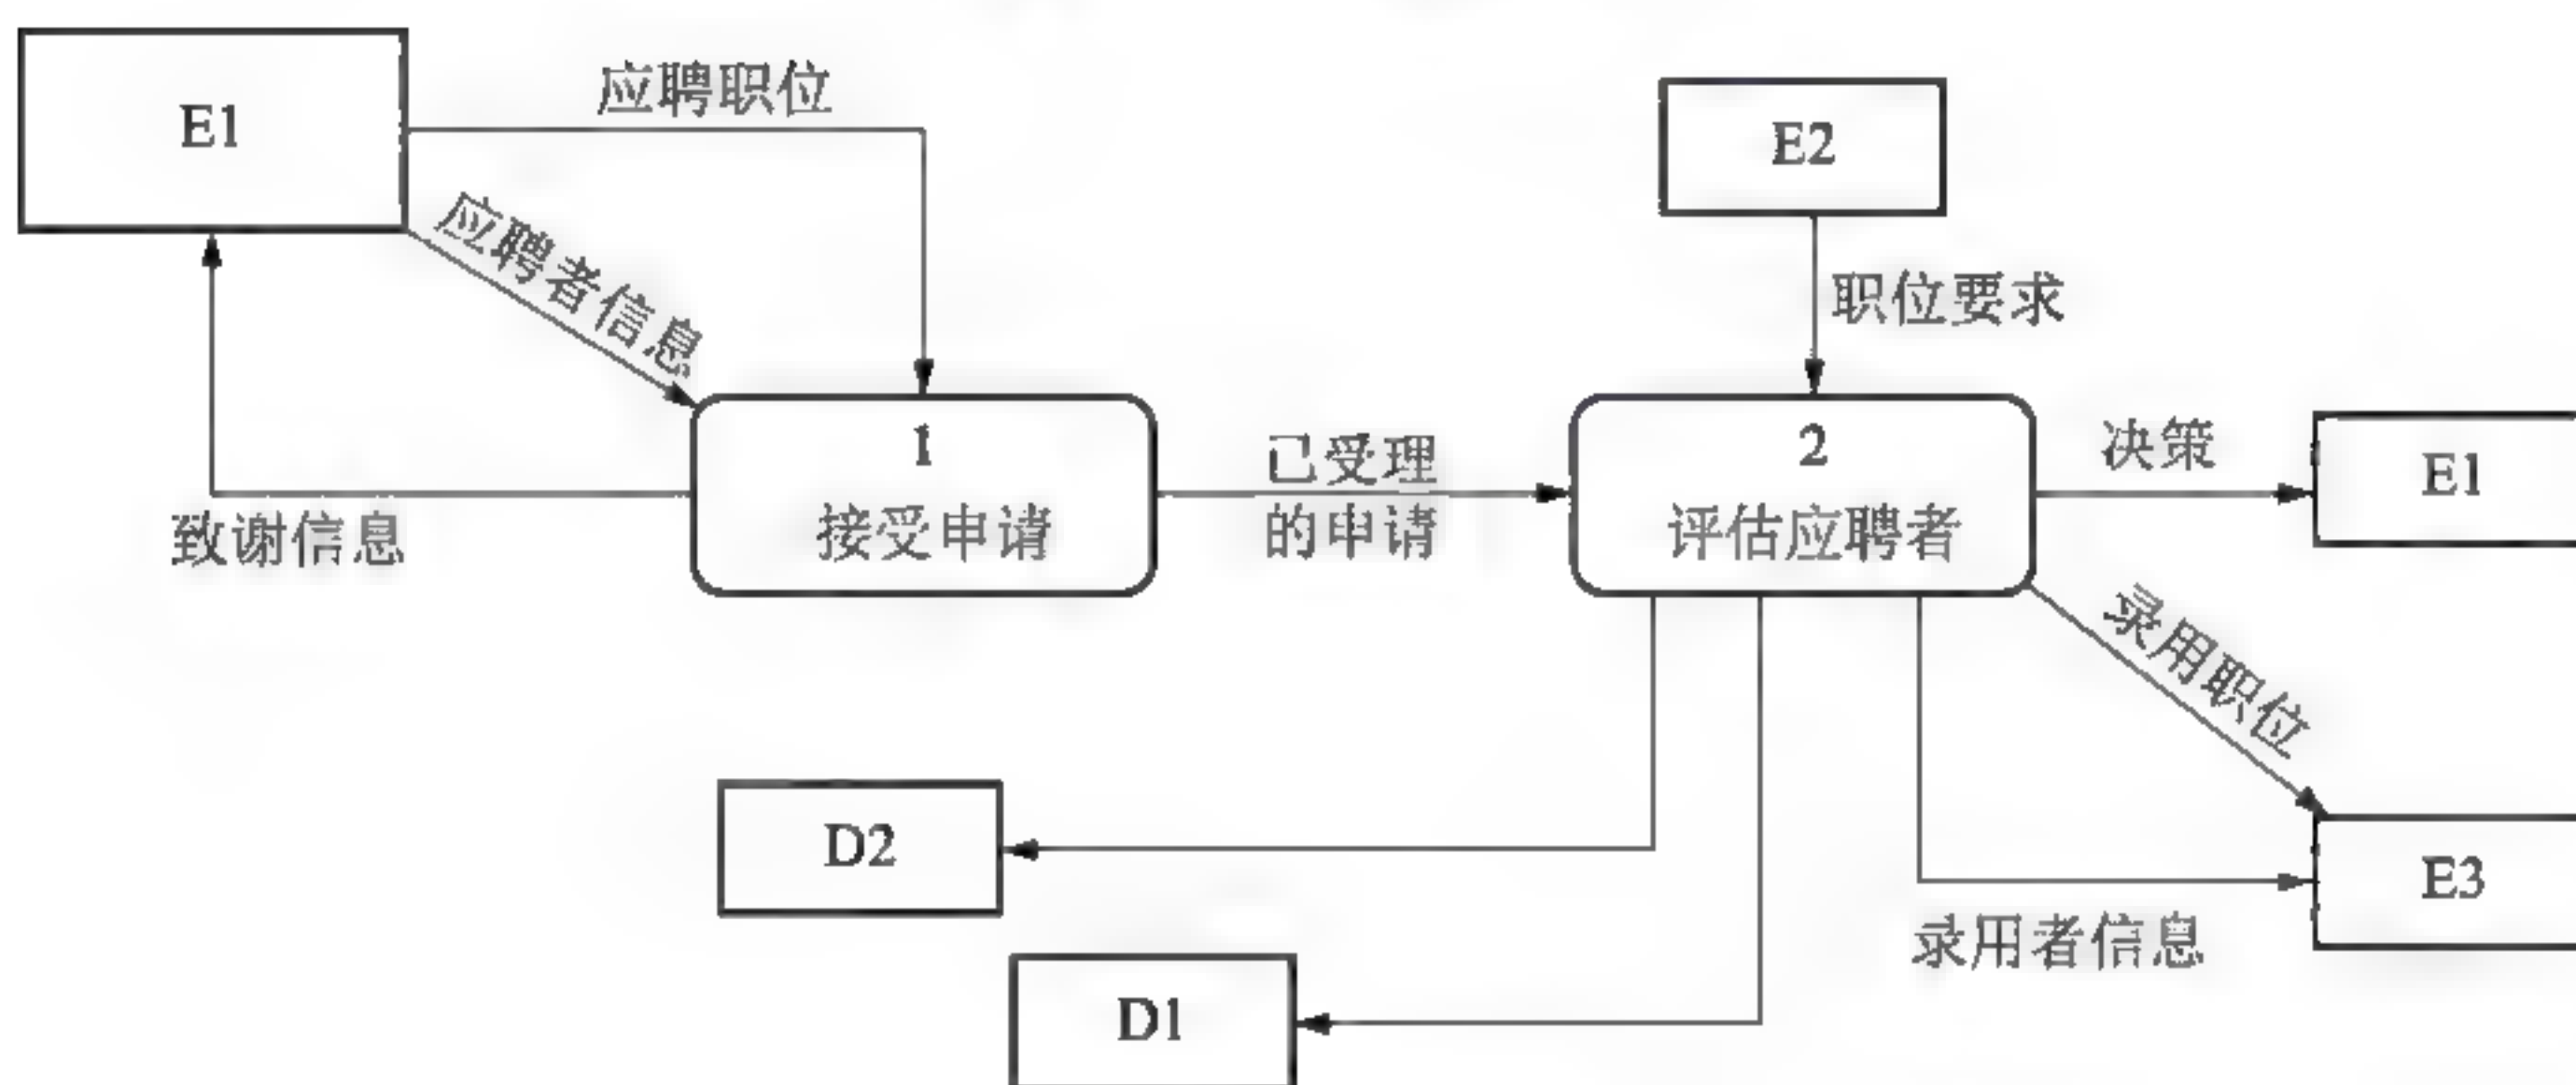 E1
应聘职位
应聘者信息
致谢信息
1
接受申请
已受理
的申请
E2
职位要求
2
评估应聘者
决策
E1
录用职位
E3
录用者信息
D2
D1